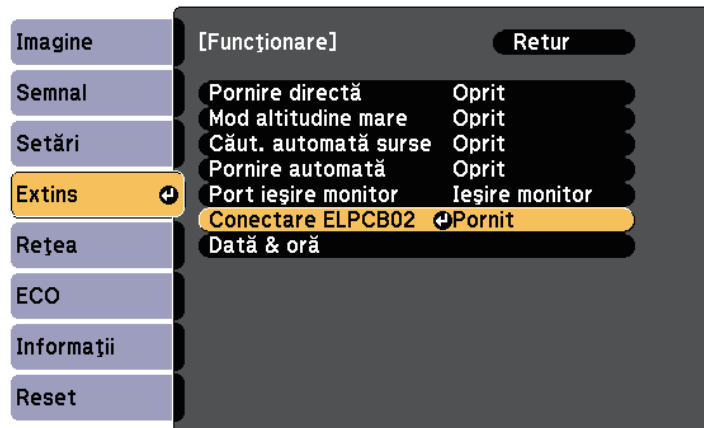 Imagine
Semnal
Setări
Extins
Reţea
ECO
Informaţii
Reset
[Funcţionare] Retur
Pornire directă Oprit
Mod altitudine mare Oprit
Căut. automată surse Oprit
Pornire automată Oprit
Port ieşire monitor Ieşire monitor
Conectare ELPCB02 Pornit
Dată & oră